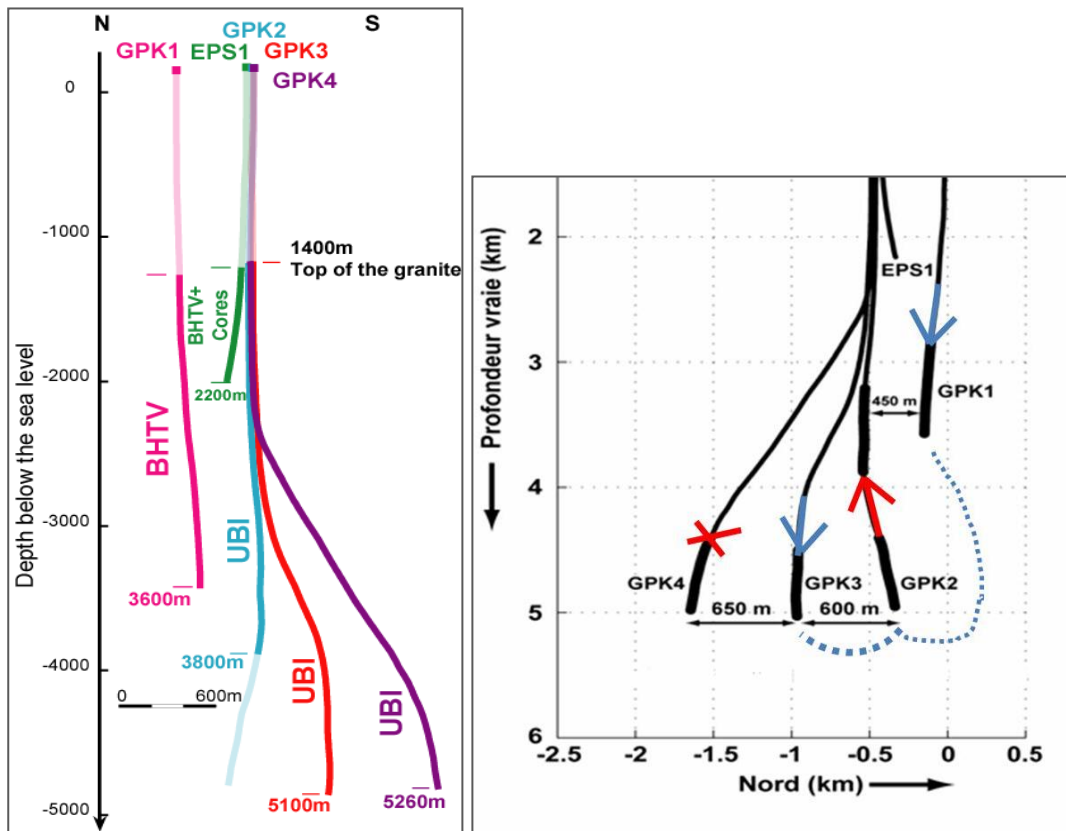 N
S
GPK2
GPK1
EPS1
GPK3
GPK4
0
-1000
1400m
Top of the granite
BHTV+
Cores
-2000
2200m
Depth below the sea level
BHTV
UBI
-3000
3600m
3800m
-4000
0
600m
UBI
UBI
-5000
5100m
5260m
Profondeur vraie (km)
2
EPS1
3
GPK1
450 m
4
GPK4
GPK3
GPK2
650 m
600 m
5
6
-2.5
-2
-1.5
-1
-0.5
0
0.5
Nord (km)